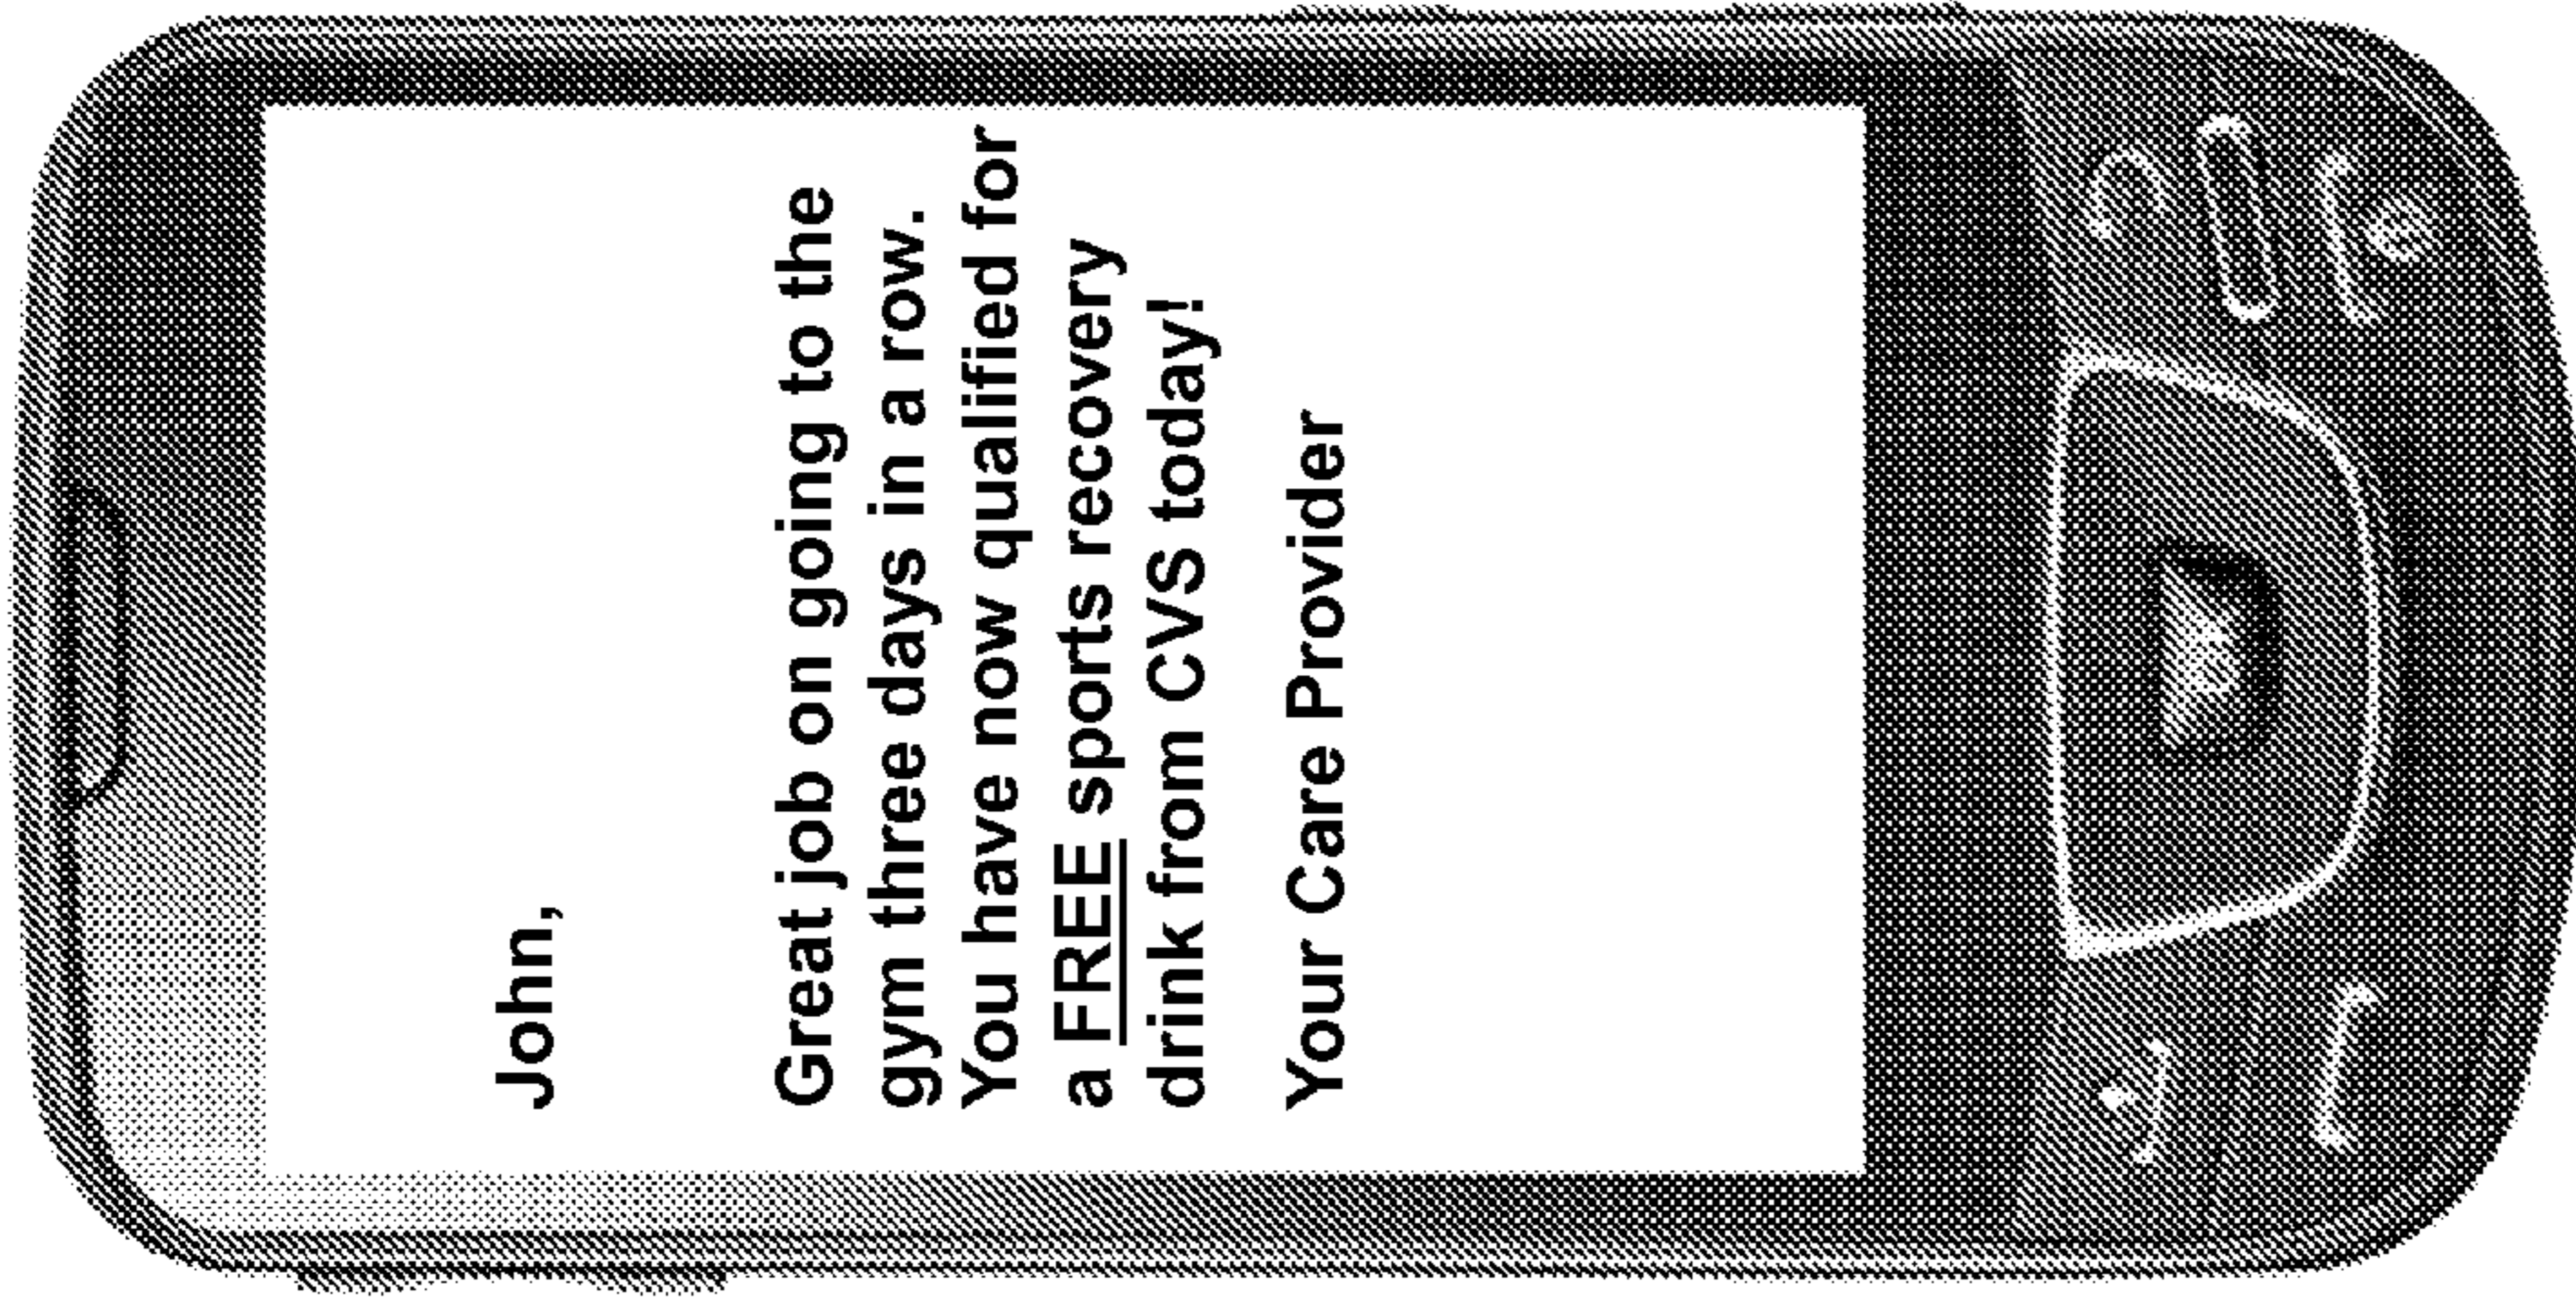 John,
Great job on going to the
gym three days in a row.
You have now qualified for
a FREE sports recovery
drink from CVS today!
Your Care Provider